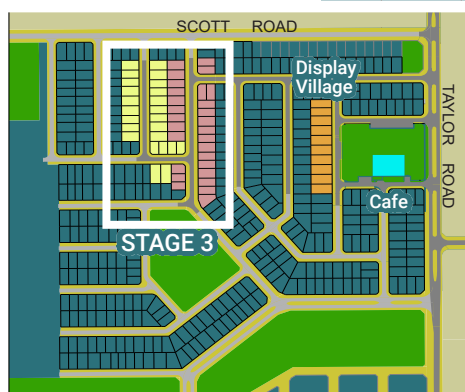 SCOTT ROAD
Display
Village
TAYLOR ROAD
Cafe
STAGE 3